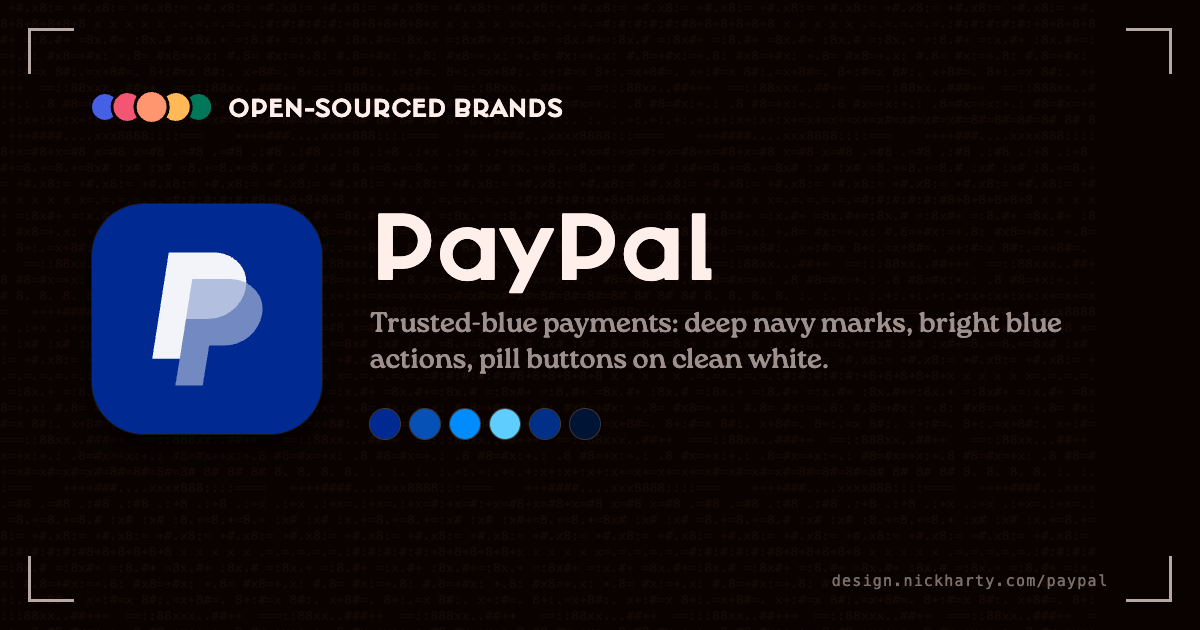 OPEN-SOURCED BRANDS
PayPal
Trusted-blue payments: deep navy marks, bright blue
actions, pill buttons on clean white.
design.nickharty.com/paypal